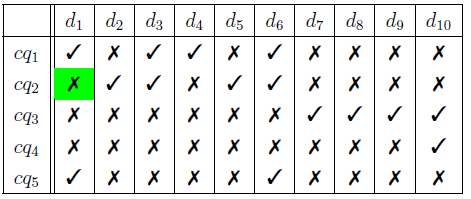 d1 d2 d3 d4 d5 d6 d7 d8 d9 d10
cq1 ✓ ✗ ✓ ✓ ✗ ✓ ✗ ✗ ✗ ✗
cq2 ✗ ✓ ✓ ✗ ✓ ✓ ✗ ✗ ✗ ✗
cq3 ✗ ✗ ✗ ✗ ✗ ✗ ✓ ✓ ✓ ✓
cq4 ✗ ✗ ✗ ✗ ✗ ✗ ✗ ✗ ✗ ✓
cq5 ✓ ✗ ✗ ✗ ✗ ✓ ✗ ✗ ✗ ✗